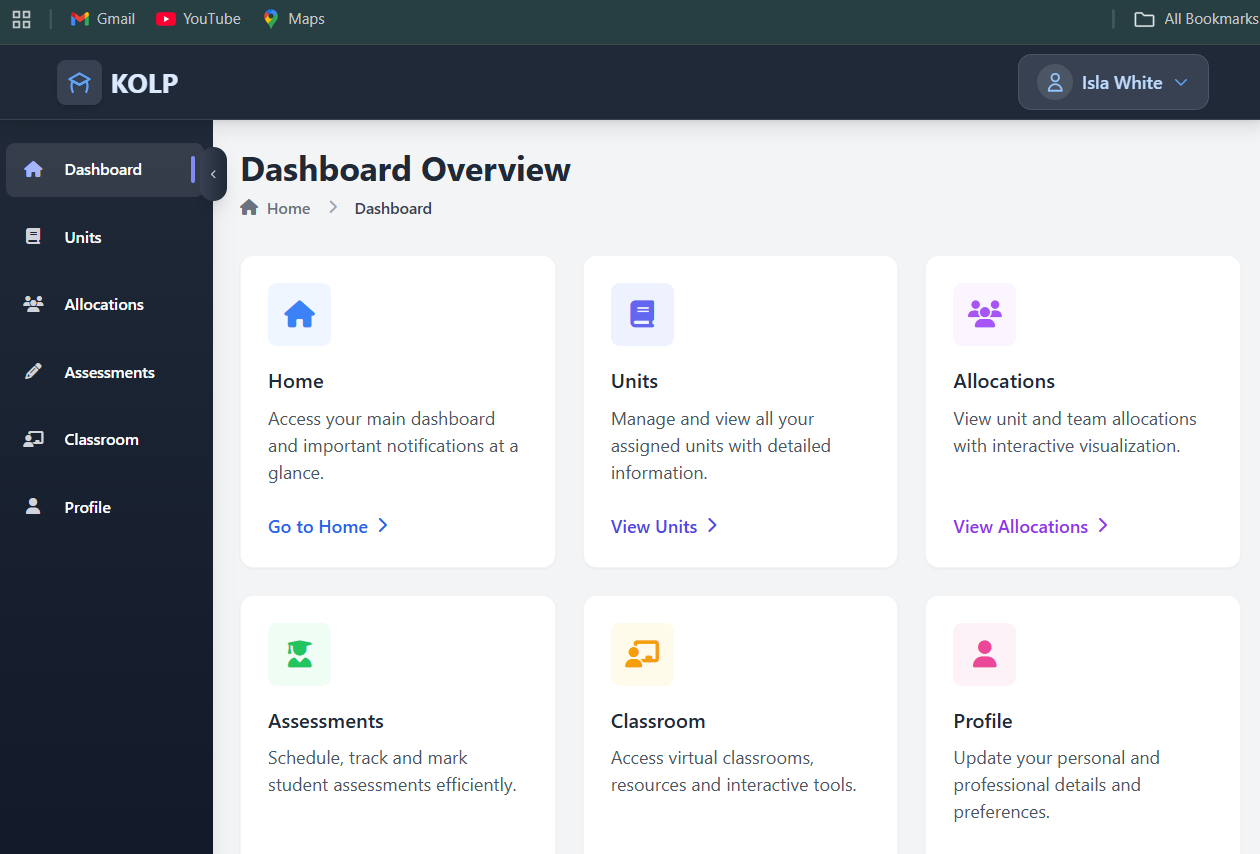 Gmail
YouTube
Maps
All Bookmarks
KOLP
Isla White
Dashboard
Units
Allocations
Assessments
Classroom
Profile
Dashboard Overview
Home
Dashboard
Home
Access your main dashboard
and important notifications at a
glance.
Go to Home
Units
Manage and view all your
assigned units with detailed
information.
View Units
Allocations
View unit and team allocations
with interactive visualization.
View Allocations
Assessments
Schedule, track and mark
student assessments efficiently.
Classroom
Access virtual classrooms,
resources and interactive tools.
Profile
Update your personal and
professional details and
preferences.